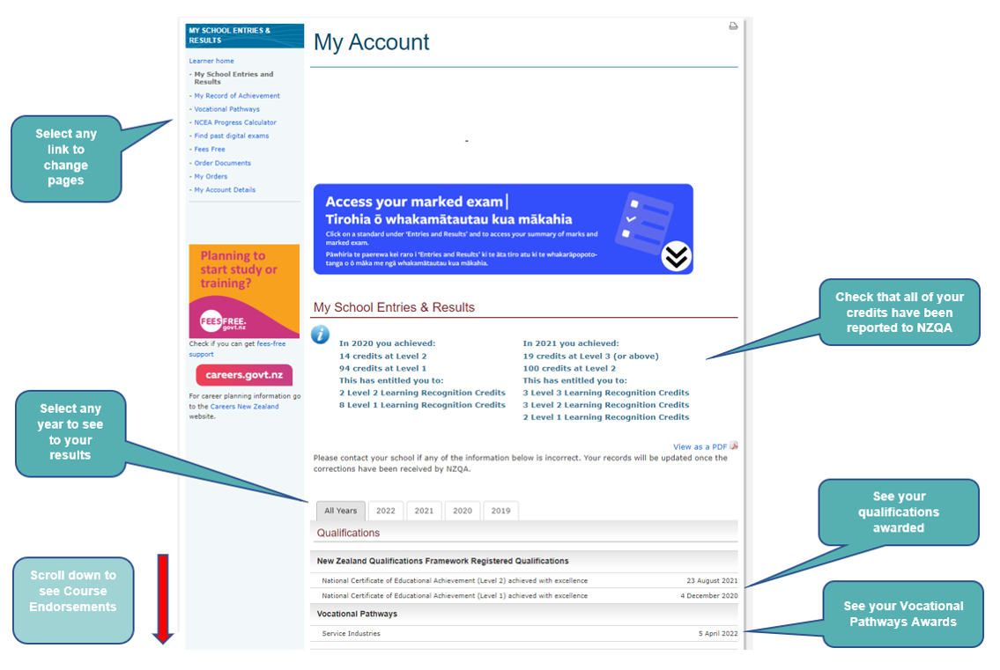 MY SCHOOL ENTRIES &
RESULTS
Learner home
- My School Entries and
Results
- My Record of Achievement
- Vocational Pathways
- NCEA Progress Calculator
- Find past digital exams
- Fees Free
- Order Documents
- My Orders
- My Account Details
Select any
link to
change
pages
Planning to
start study or
training?
FEES FREE.
govt.nz
Check if you can get fees-free
support
careers.govt.nz
For career planning information go
to the Careers New Zealand
website.
Select any
year to see
to your
results
Scroll down to
see Course
Endorsements
My Account
-
Access your marked exam|
Tirohia ō whakamātautau kua mākahia
Click on a standard under 'Entries and Results' and to access your summary of marks and
marked exam.
Pāwhiria te paerewa kei raro i 'Entries and Results' ki te āta tiro atu ki te whakarāpopoto-
tanga o ō māka me ngā whakamātautau kua mākahia.
My School Entries & Results
i
In 2020 you achieved:
14 credits at Level 2
94 credits at Level 1
This has entitled you to:
2 Level 2 Learning Recognition Credits
8 Level 1 Learning Recognition Credits
In 2021 you achieved:
19 credits at Level 3 (or above)
100 credits at Level 2
This has entitled you to:
3 Level 3 Learning Recognition Credits
3 Level 2 Learning Recognition Credits
2 Level 1 Learning Recognition Credits
Check that all of your
credits have been
reported to NZQA
View as a PDF
Please contact your school if any of the information below is incorrect. Your records will be updated once the
corrections have been received by NZQA.
All Years 2022 2021 2020 2019
Qualifications
New Zealand Qualifications Framework Registered Qualifications
National Certificate of Educational Achievement (Level 2) achieved with excellence 23 August 2021
National Certificate of Educational Achievement (Level 1) achieved with excellence 4 December 2020
Vocational Pathways
Service Industries 5 April 2022
See your
qualifications
awarded
See your Vocational
Pathways Awards